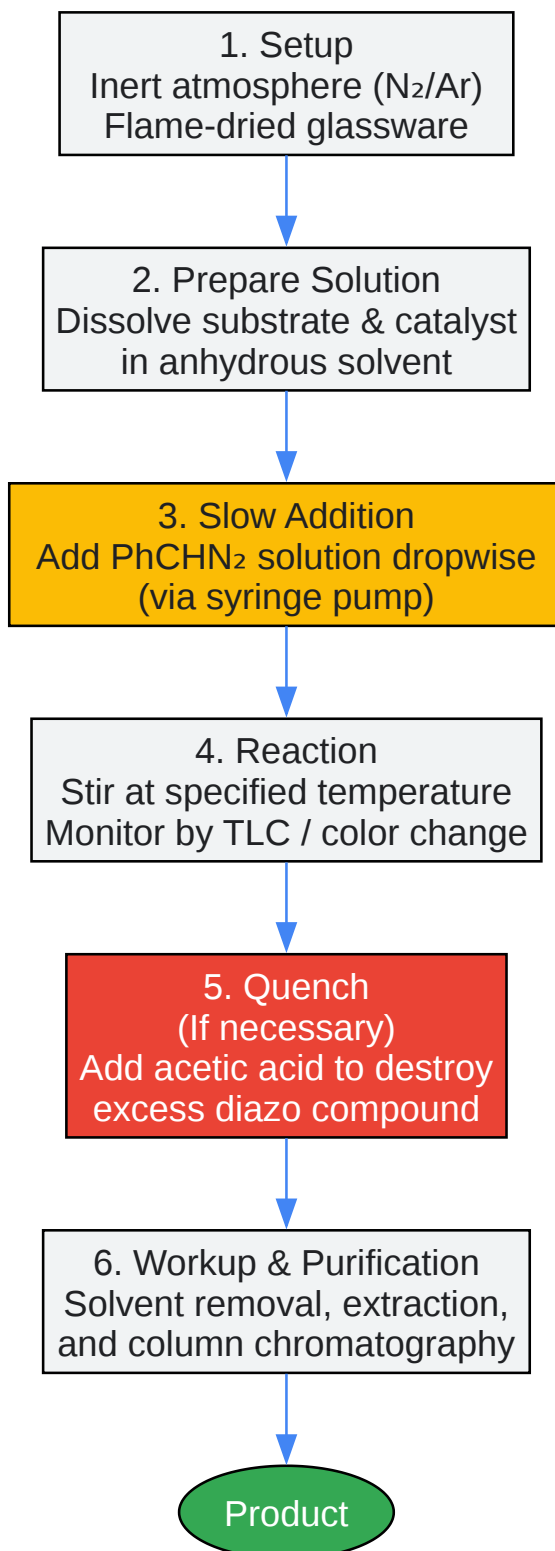 1. Setup
Inert atmosphere (N₂/Ar)
Flame-dried glassware
2. Prepare Solution
Dissolve substrate & catalyst
in anhydrous solvent
3. Slow Addition
Add PhCHN₂ solution dropwise
(via syringe pump)
4. Reaction
Stir at specified temperature
Monitor by TLC / color change
5. Quench
(If necessary)
Add acetic acid to destroy
excess diazo compound
6. Workup & Purification
Solvent removal, extraction,
and column chromatography
Product